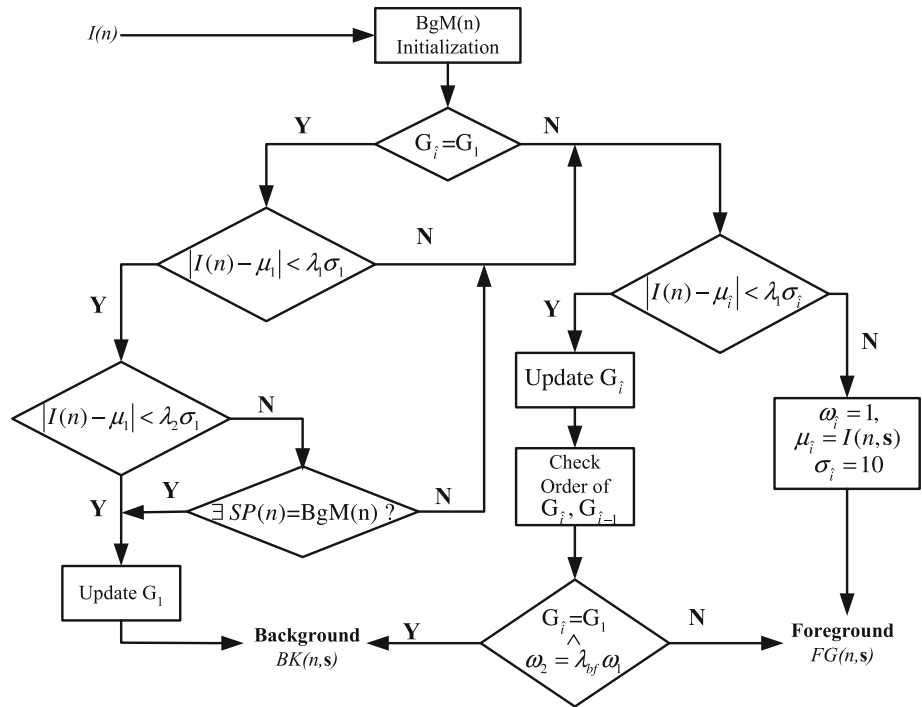 I(n)
BgM(n)
Initialization
Y
N
G_î=G_1
|I(n)−μ_1|<λ_1σ_1
N
Y
|I(n)−μ_î|<λ_1σ_î
Y
N
|I(n)−μ_1|<λ_2σ_1
N
Update G_î
ω_î=1,
μ_î=I(n,s)
σ_î=10
Check
Order of
G_î, G_î−1
Y
Y
∃ SP(n)=BgM(n) ?
N
Update G_1
G_î=G_1
^
ω_2=λ_bf ω_1
Y
N
Background
BK(n,s)
Foreground
FG(n,s)